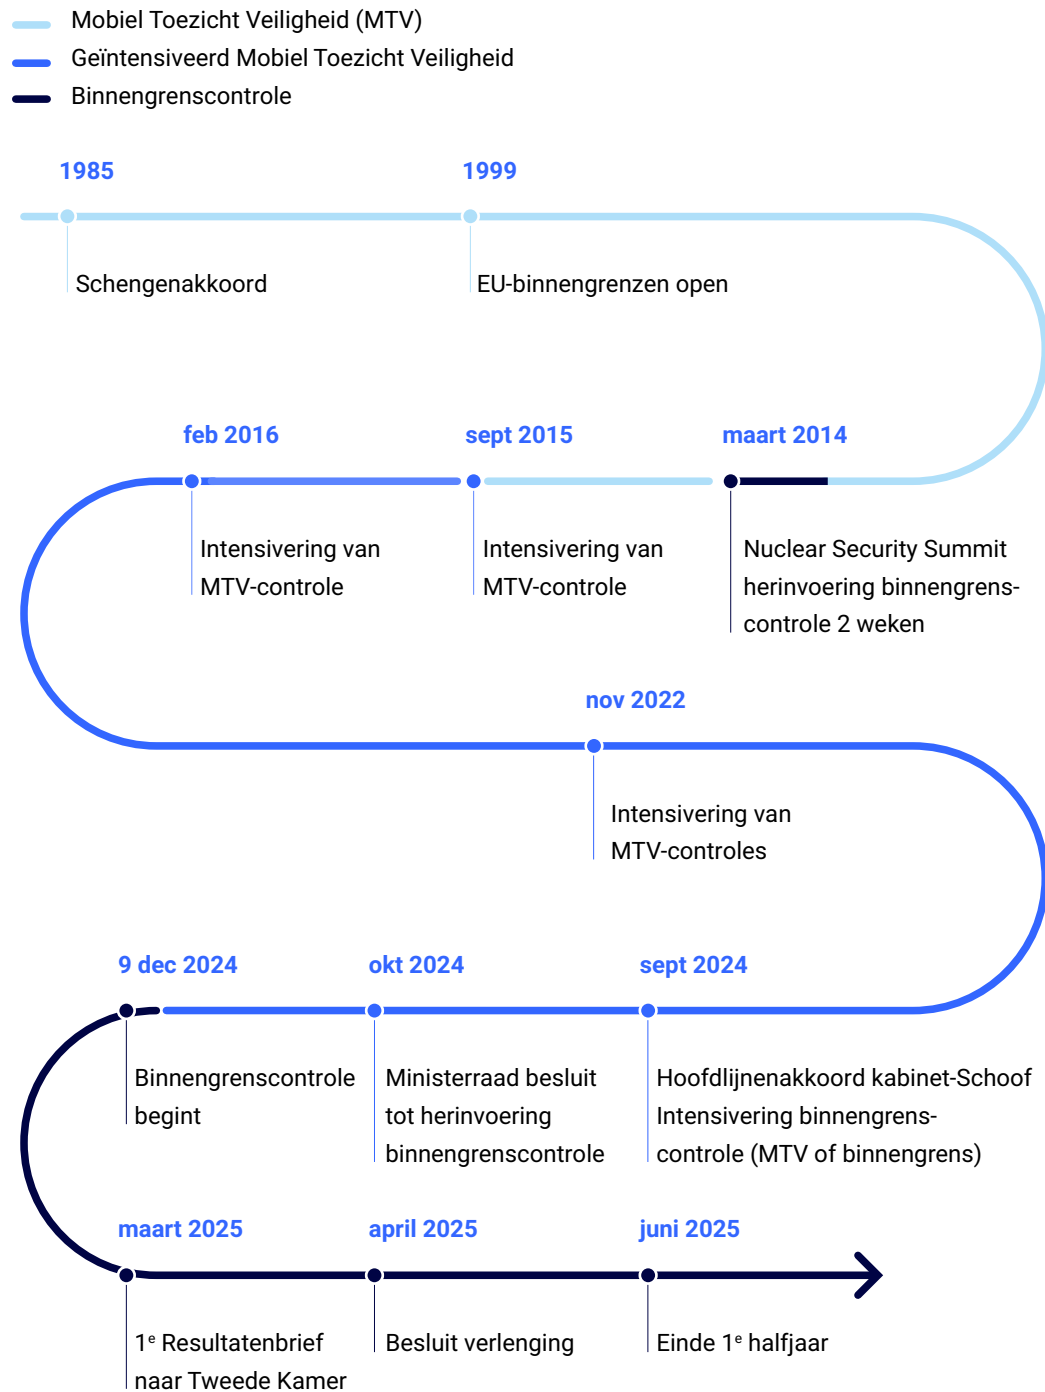 Mobiel Toezicht Veiligheid (MTV)
Geïntensiveerd Mobiel Toezicht Veiligheid
Binnengrenscontrole
1985
Schengenakkoord
1999
EU-binnengrenzen open
maart 2014
Nuclear Security Summit
herinvoering binnengrens-
controle 2 weken
sept 2015
Intensivering van
MTV-controle
feb 2016
Intensivering van
MTV-controle
nov 2022
Intensivering van
MTV-controles
sept 2024
Hoofdlijnenakkoord kabinet-Schoof
Intensivering binnengrens-
controle (MTV of binnengrens)
okt 2024
Ministerraad besluit
tot herinvoering
binnengrenscontrole
9 dec 2024
Binnengrenscontrole
begint
maart 2025
1ᵉ Resultatenbrief
naar Tweede Kamer
april 2025
Besluit verlenging
juni 2025
Einde 1ᵉ halfjaar